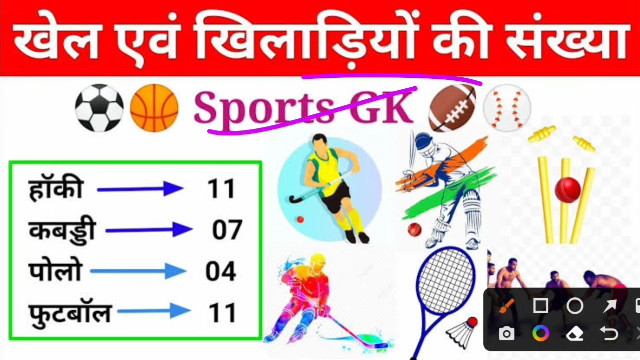 खेल एवं खिलाड़ियों की संख्या
Sports GK
हॉकी 11
कबड्डी 07
पोलो 04
फुटबॉल 11